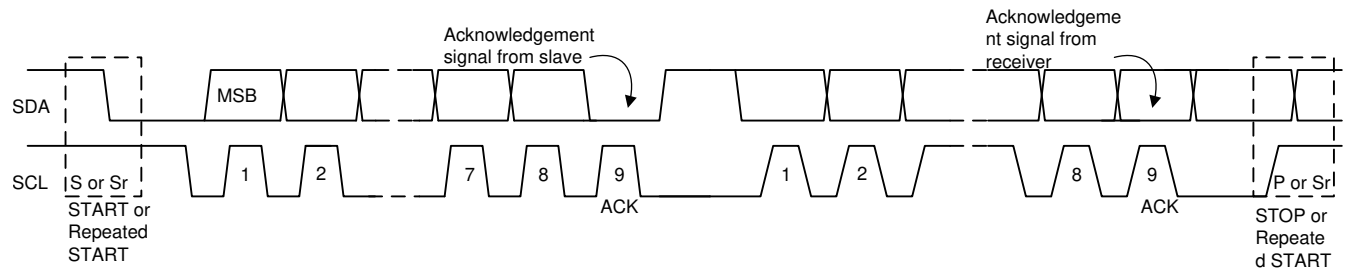 Acknowledgement
signal from slave
Acknowledgeme
nt signal from
receiver
SDA
MSB
SCL
S or Sr
1
2
7
8
9
1
2
8
9
P or Sr
ACK
ACK
START or
Repeated
START
STOP or
Repeate
d START